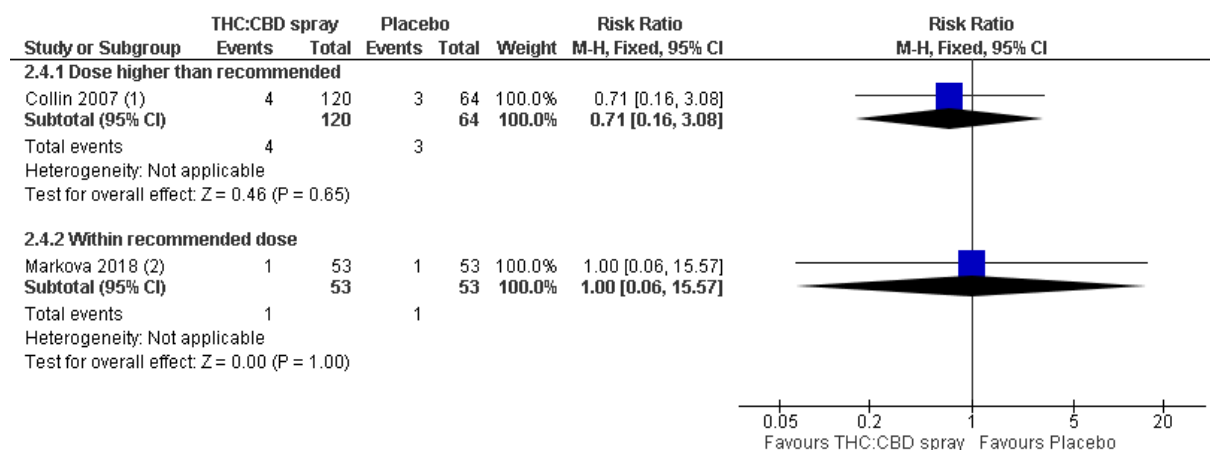 THC:CBD spray Placebo Risk Ratio Risk Ratio
Study or Subgroup Events Total Events Total Weight M-H, Fixed, 95% CI M-H, Fixed, 95% CI
2.4.1 Dose higher than recommended
Collin 2007 (1) 4 120 3 64 100.0% 0.71 [0.16, 3.08]
Subtotal (95% CI) 120 64 100.0% 0.71 [0.16, 3.08]
Total events 4 3
Heterogeneity: Not applicable
Test for overall effect: Z = 0.46 (P = 0.65)
2.4.2 Within recommended dose
Markova 2018 (2) 1 53 1 53 100.0% 1.00 [0.06, 15.57]
Subtotal (95% CI) 53 53 100.0% 1.00 [0.06, 15.57]
Total events 1 1
Heterogeneity: Not applicable
Test for overall effect: Z = 0.00 (P = 1.00)
0.05 0.2 1 5 20
Favours THC:CBD spray Favours Placebo